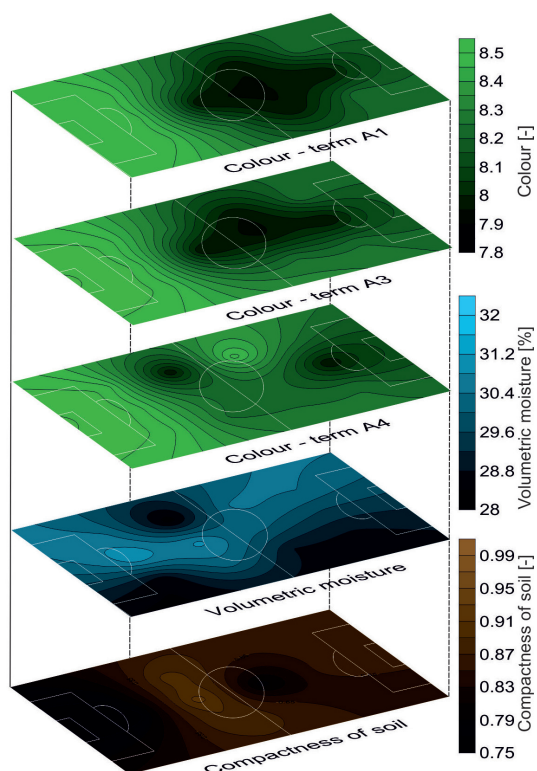 8.5
8.4
8.3
8.2
8.1
8
7.9
7.8
Colour [-]
Colour - term A1
Colour - term A3
32
31.2
30.4
29.6
28.8
28
Volumetric moisture [%]
Colour - term A4
Volumetric moisture
0.99
0.95
0.91
0.87
0.83
0.79
0.75
Compactness of soil [-]
Compactness of soil